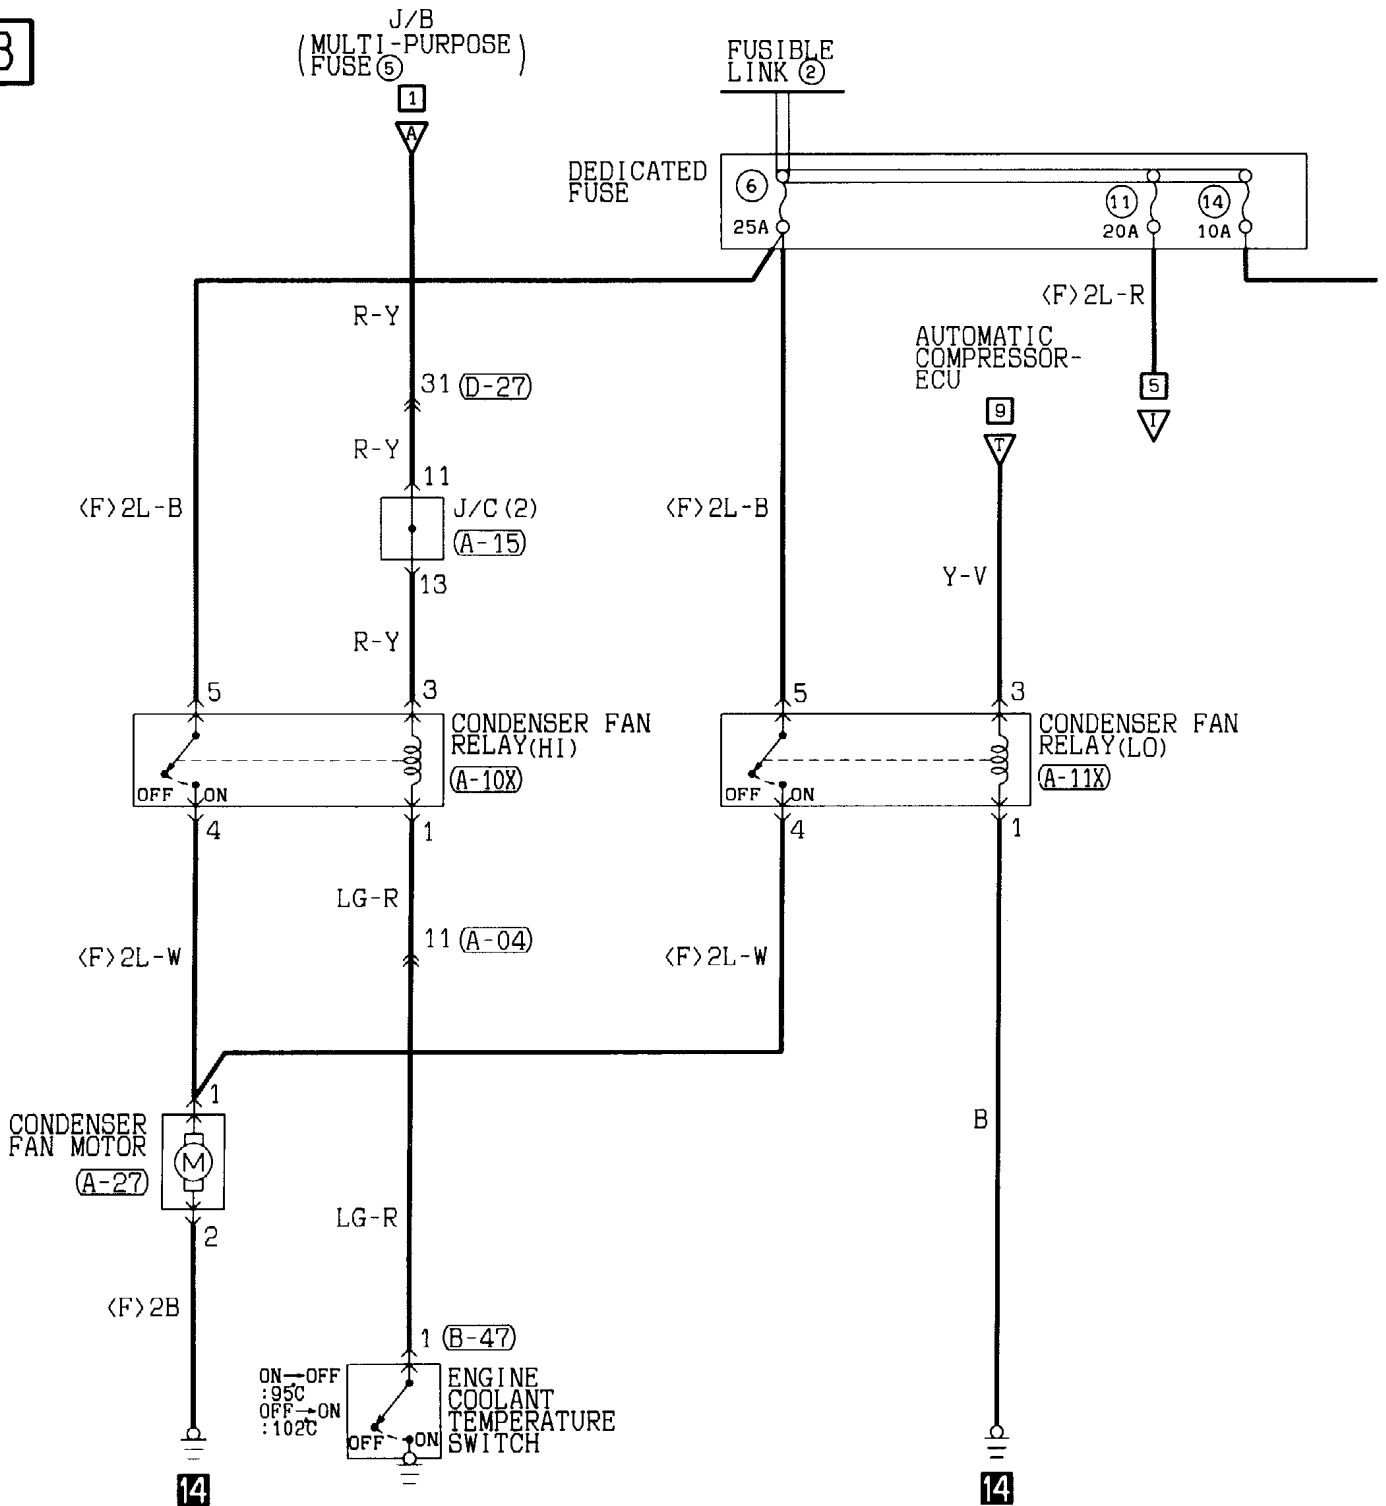 B
J/B
(MULTI-PURPOSE
FUSE⑤)
1
A
FUSIBLE
LINK ②
DEDICATED
FUSE
⑥
25A
⑪
20A
⑭
10A
R-Y
<F>2L-R
AUTOMATIC
COMPRESSOR-
ECU
5
I
9
T
31 (D-27)
R-Y
11
<F>2L-B
J/C(2)
(A-15)
<F>2L-B
13
Y-V
R-Y
5
3
5
3
CONDENSER FAN
RELAY(HI)
(A-10X)
OFF
ON
CONDENSER FAN
RELAY(LO)
(A-11X)
OFF
ON
4
1
4
1
LG-R
11 (A-04)
<F>2L-W
<F>2L-W
1
CONDENSER
FAN MOTOR
(A-27)
M
B
LG-R
2
<F>2B
1 (B-47)
ON→OFF
:95°C
OFF→ON
:102°C
OFF
ON
ENGINE
COOLANT
TEMPERATURE
SWITCH
14
14